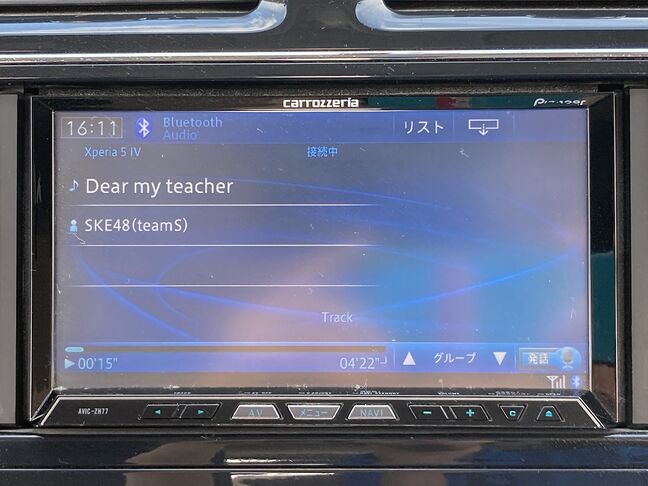 carrozzeria
16:11
Bluetooth
Audio
リスト
Xperia 5 IV
接続中
Dear my teacher
SKE48(teamS)
Track
00'15"
04'22"
グループ
発話
AVIC-ZH77
AV
メニュー
NAVI
- +